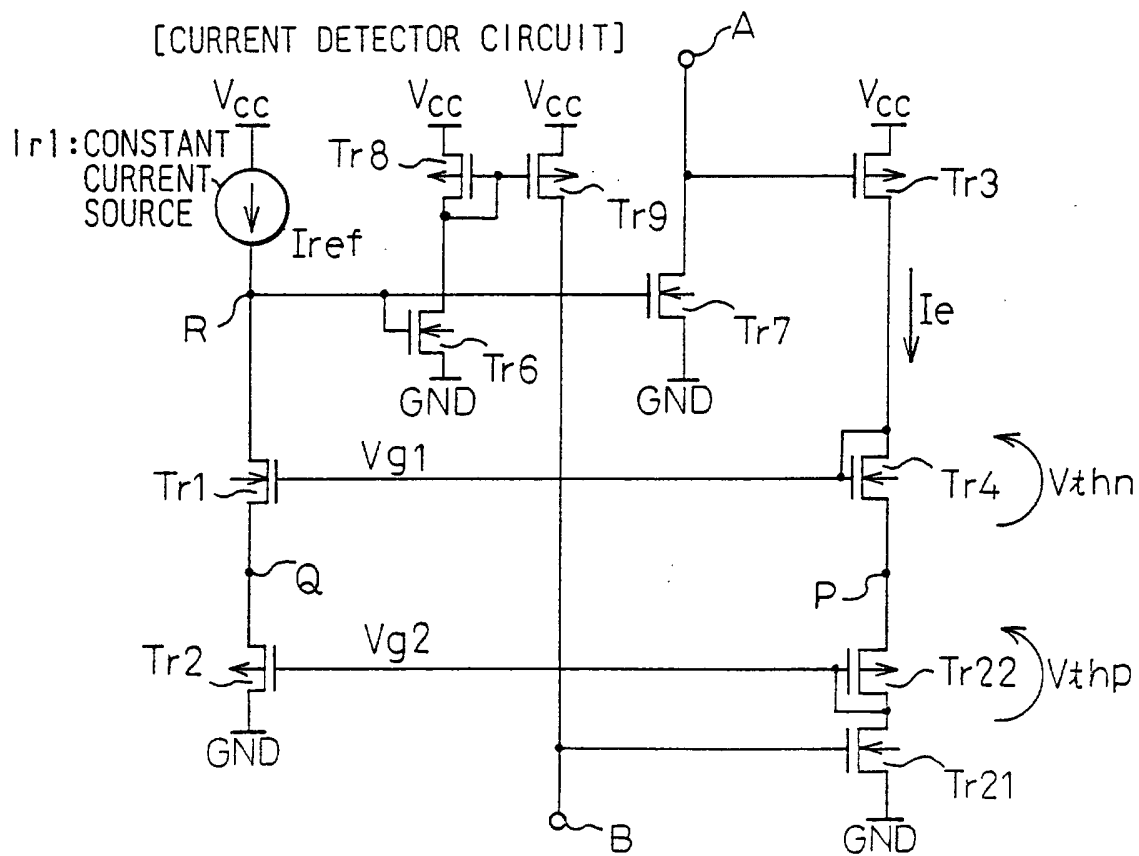 [CURRENT DETECTOR CIRCUIT]
A
VCC
VCC
VCC
VCC
Ir1:CONSTANT
CURRENT
SOURCE
Tr8
Tr9
Tr3
Iref
R
Tr7
Ie
Tr6
GND
GND
Vg1
Tr1
Tr4
Vthn
Q
P
Vg2
Tr2
Tr22
Vthp
GND
Tr21
B
GND